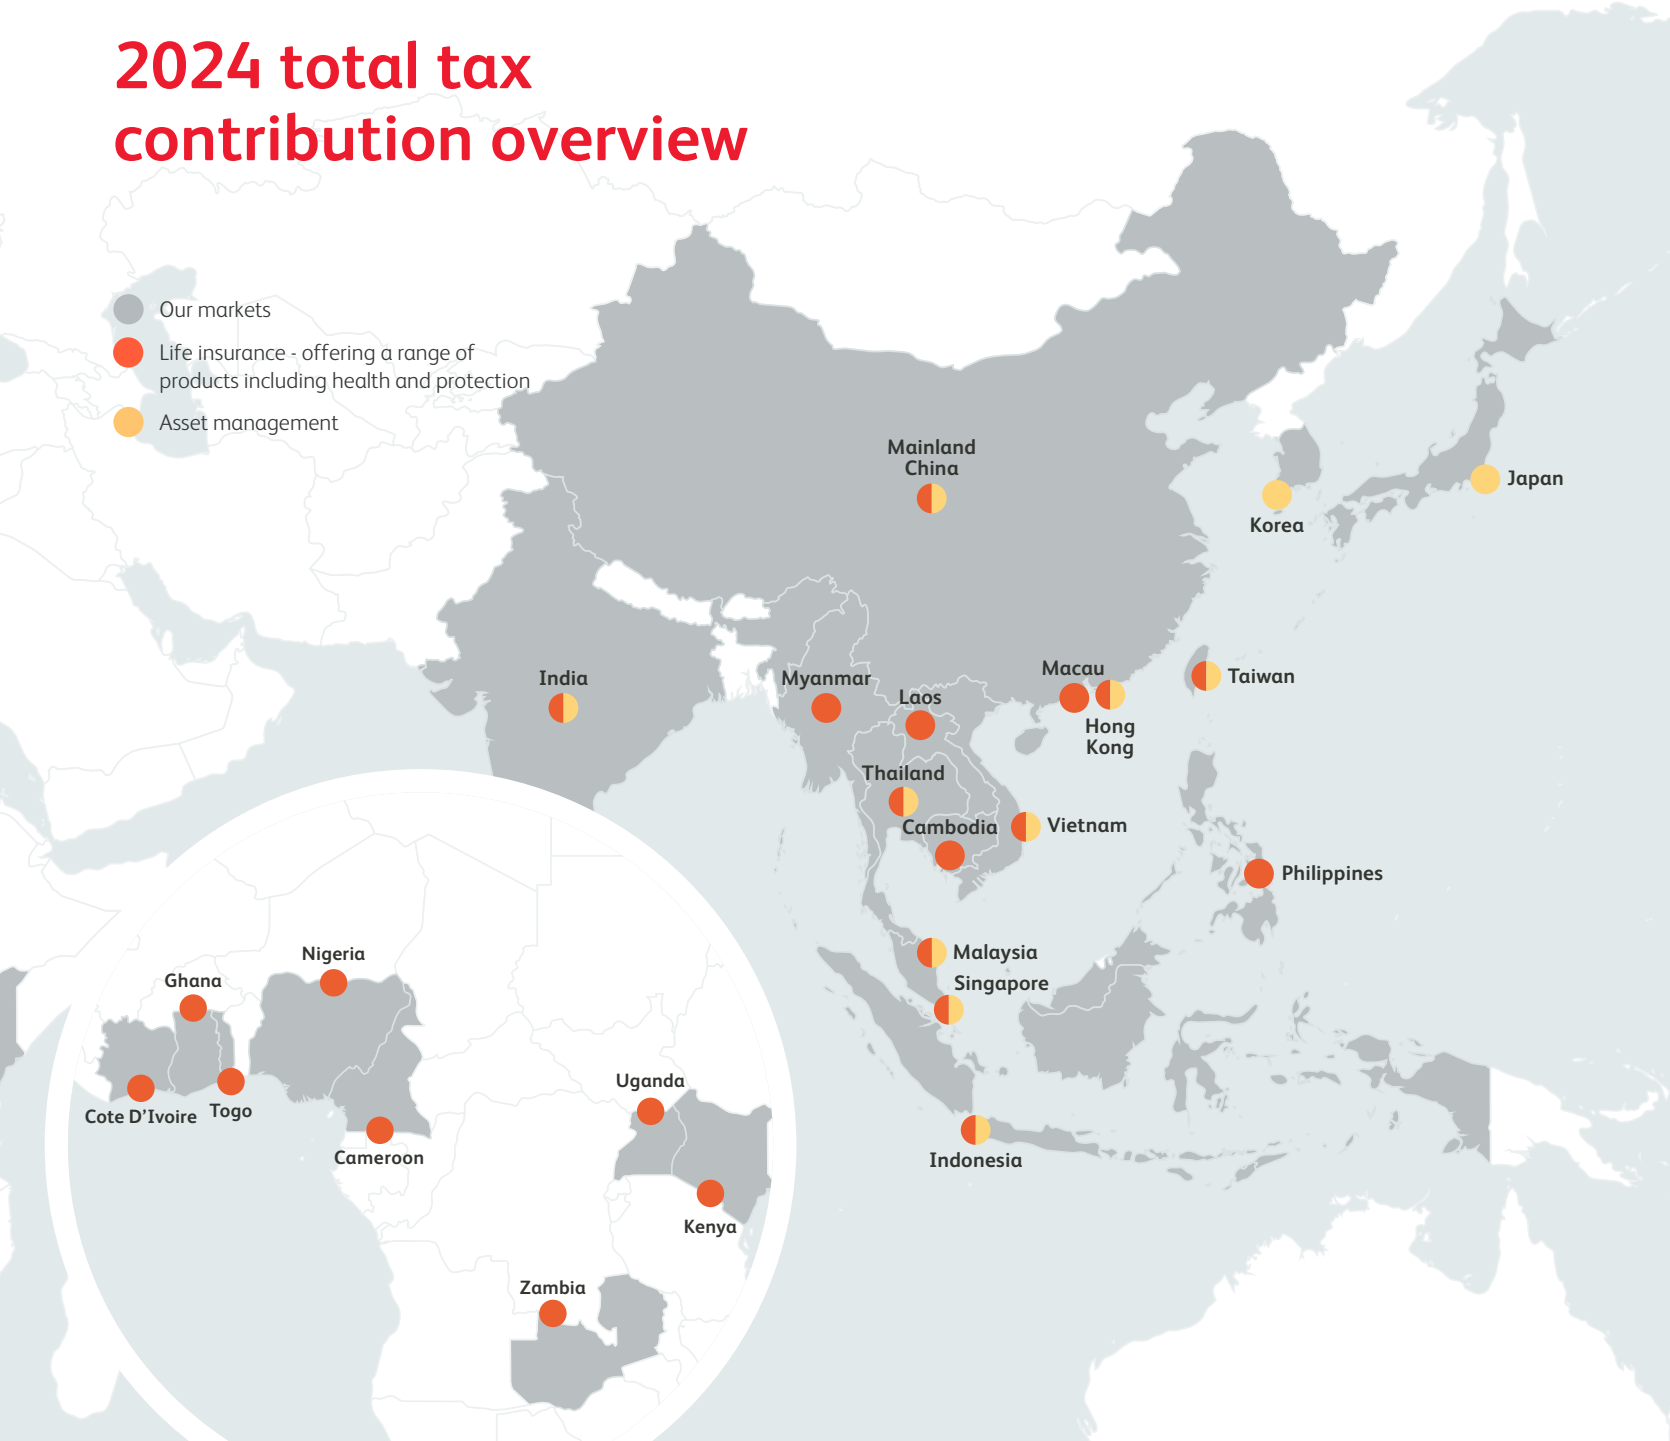 2024 total tax
contribution overview
Our markets
Life insurance - offering a range of
products including health and protection
Asset management
Mainland
China
Japan
Korea
India
Myanmar
Macau
Taiwan
Laos
Hong
Kong
Thailand
Cambodia
Vietnam
Philippines
Malaysia
Singapore
Indonesia
Nigeria
Ghana
Cote D’Ivoire
Togo
Cameroon
Uganda
Kenya
Zambia